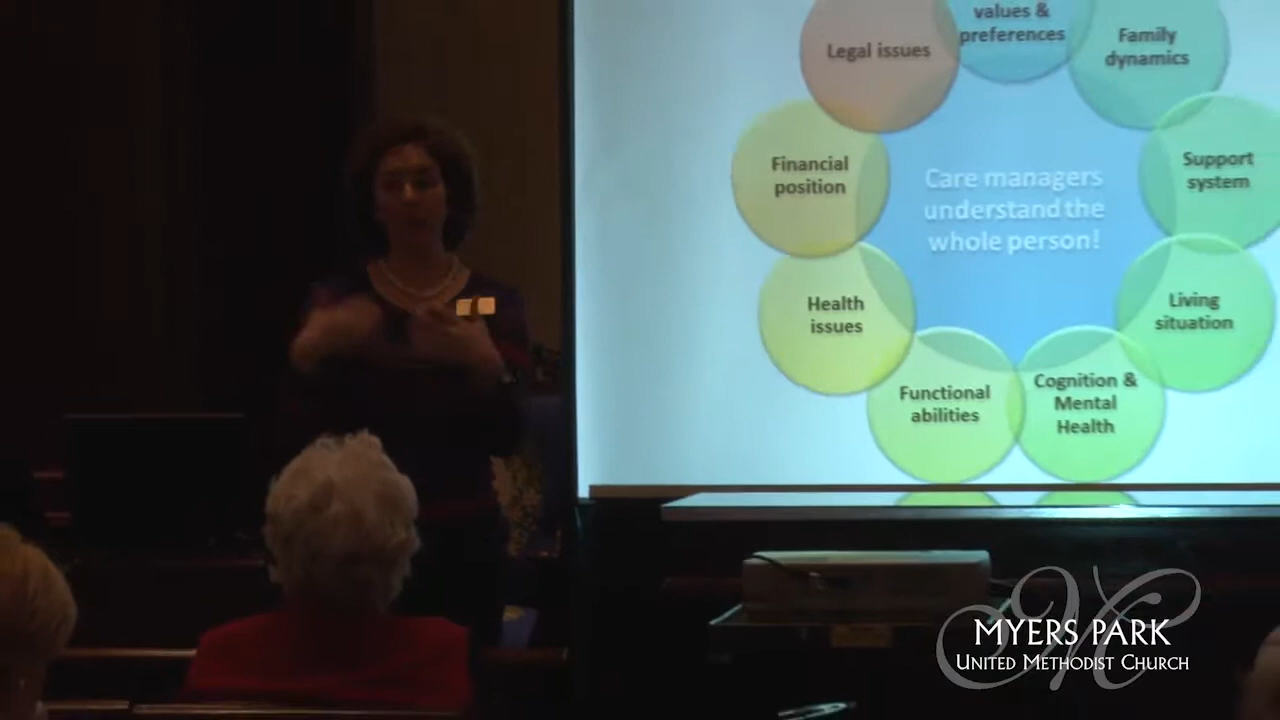 values &
preferences
Legal issues
Family
dynamics
Financial
position
Support
system
Care managers
understand the
whole person!
Health
issues
Living
situation
Functional
abilities
Cognition &
Mental
Health
MYERS PARK
UNITED METHODIST CHURCH